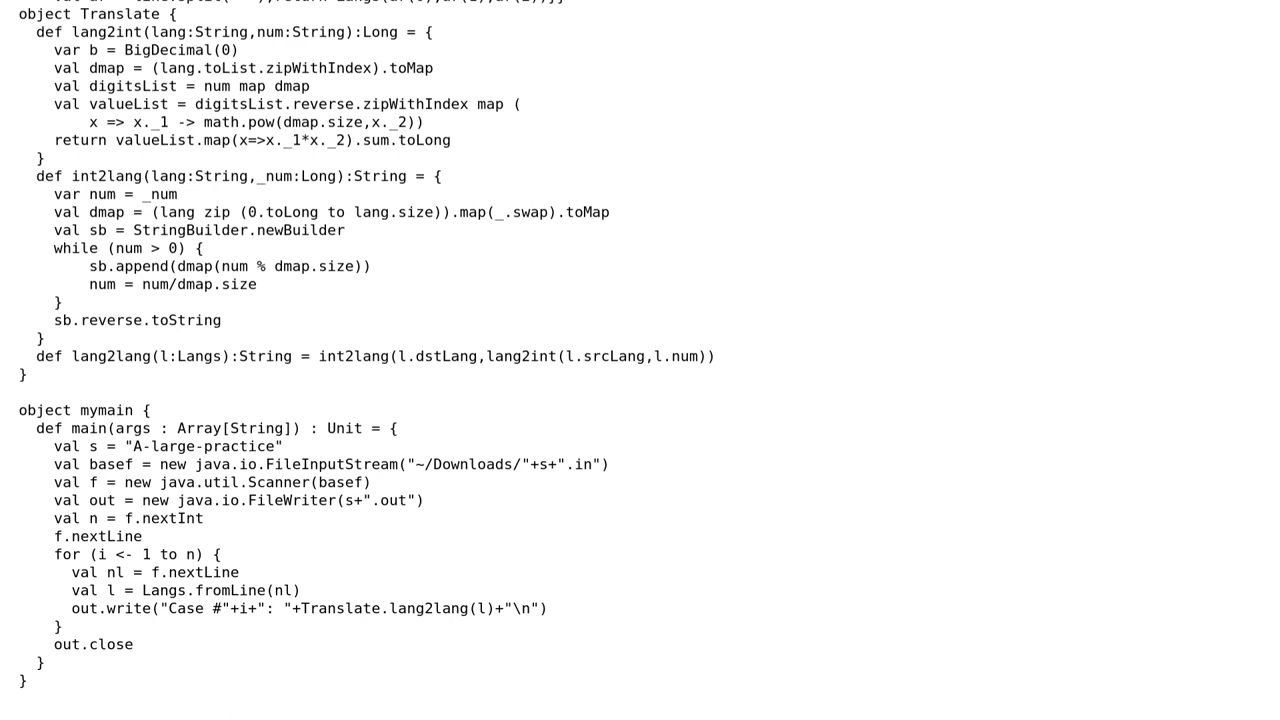 object Translate {
  def lang2int(lang:String,num:String):Long = {
    var b = BigDecimal(0)
    val dmap = (lang.toList.zipWithIndex).toMap
    val digitsList = num map dmap
    val valueList = digitsList.reverse.zipWithIndex map (
        x => x._1 -> math.pow(dmap.size,x._2))
    return valueList.map(x=>x._1*x._2).sum.toLong
  }
  def int2lang(lang:String,_num:Long):String = {
    var num = _num
    val dmap = (lang zip (0.toLong to lang.size)).map(_.swap).toMap
    val sb = StringBuilder.newBuilder
    while (num > 0) {
        sb.append(dmap(num % dmap.size))
        num = num/dmap.size
    }
    sb.reverse.toString
  }
  def lang2lang(l:Langs):String = int2lang(l.dstLang,lang2int(l.srcLang,l.num))
}

object mymain {
  def main(args : Array[String]) : Unit = {
    val s = "A-large-practice"
    val basef = new java.io.FileInputStream("~/Downloads/"+s+".in")
    val f = new java.util.Scanner(basef)
    val out = new java.io.FileWriter(s+".out")
    val n = f.nextInt
    f.nextLine
    for (i <- 1 to n) {
      val nl = f.nextLine
      val l = Langs.fromLine(nl)
      out.write("Case #"+i+": "+Translate.lang2lang(l)+"\n")
    }
    out.close
  }
}